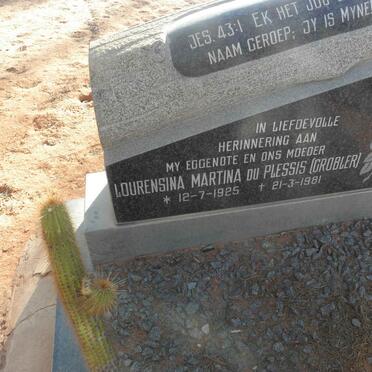 JES. 43:1. EK HET JOU
NAAM GEROEP. JY IS MYNE
IN LIEFDEVOLLE
HERINNERING AAN
MY EGGENOTE EN ONS MOEDER
LOURENSINA MARTINA DU PLESSIS (GROBLER)
* 12-7-1925 + 21-3-1981